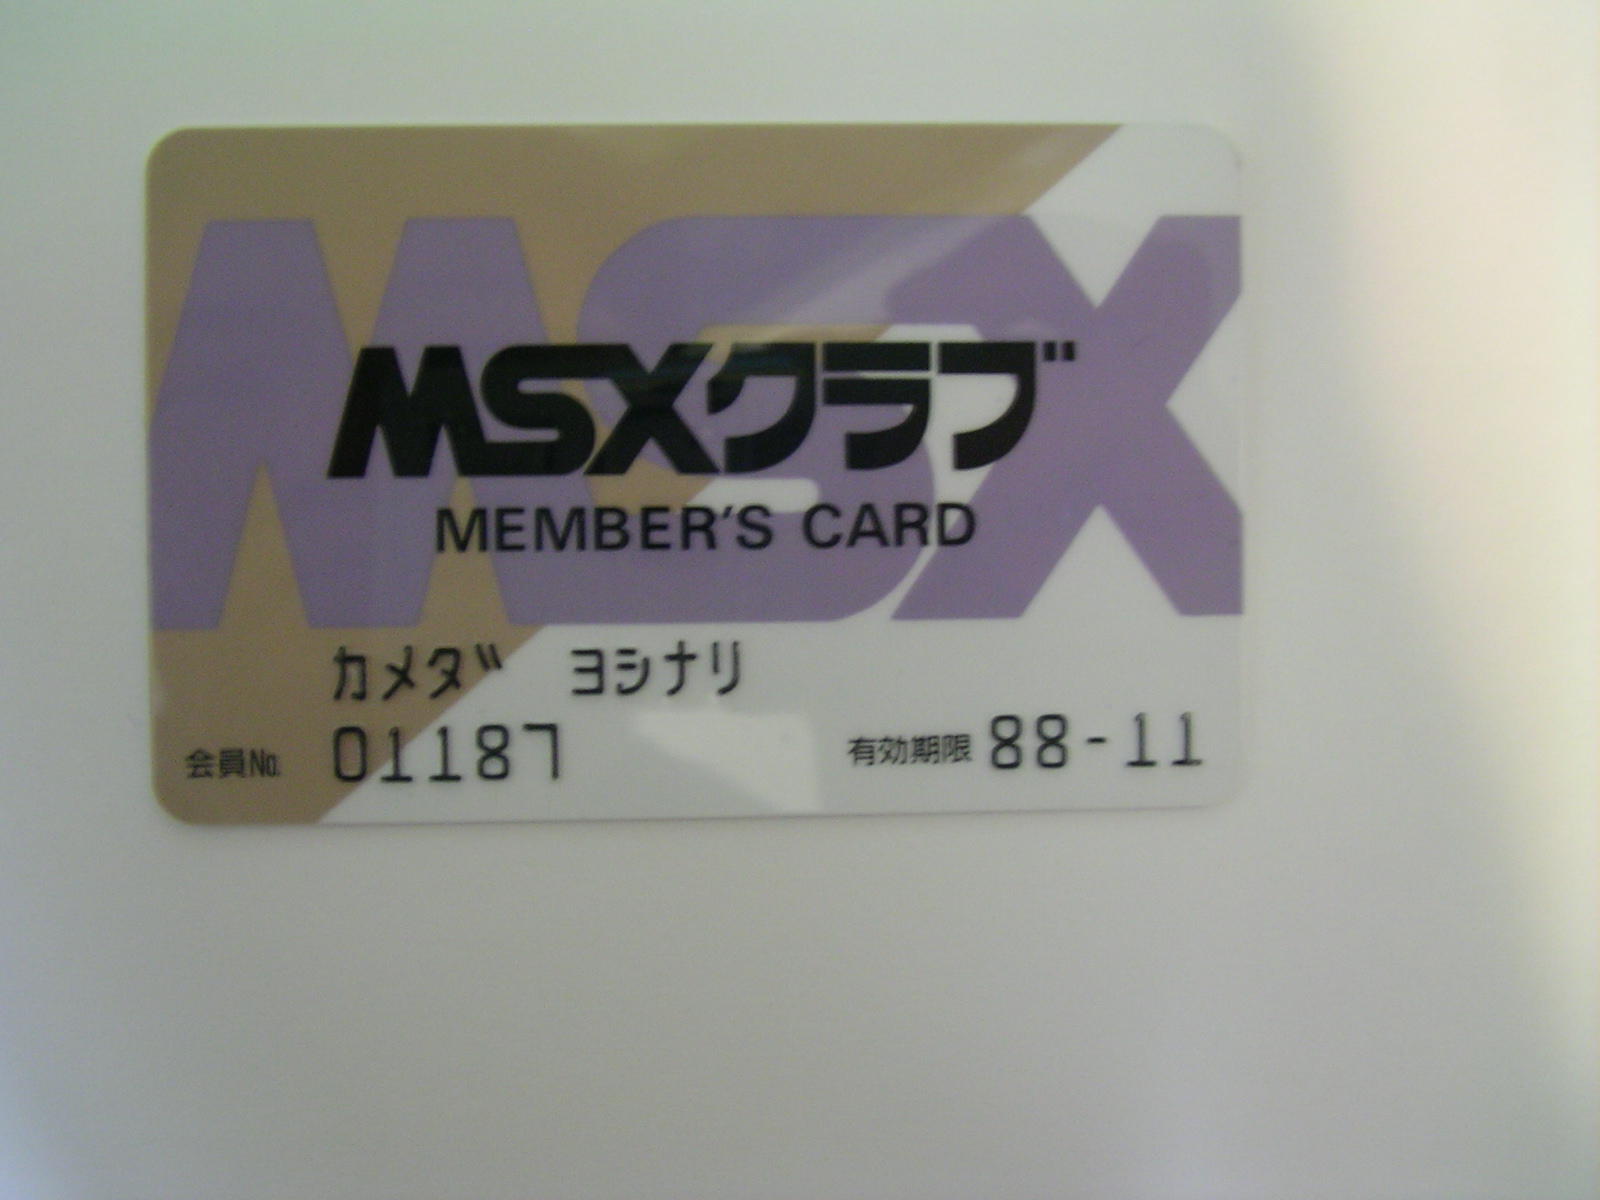 MSX
MSXクラブ
MEMBER'S CARD
カメダ ヨシナリ
会員No. 01187 有効期限 88-11